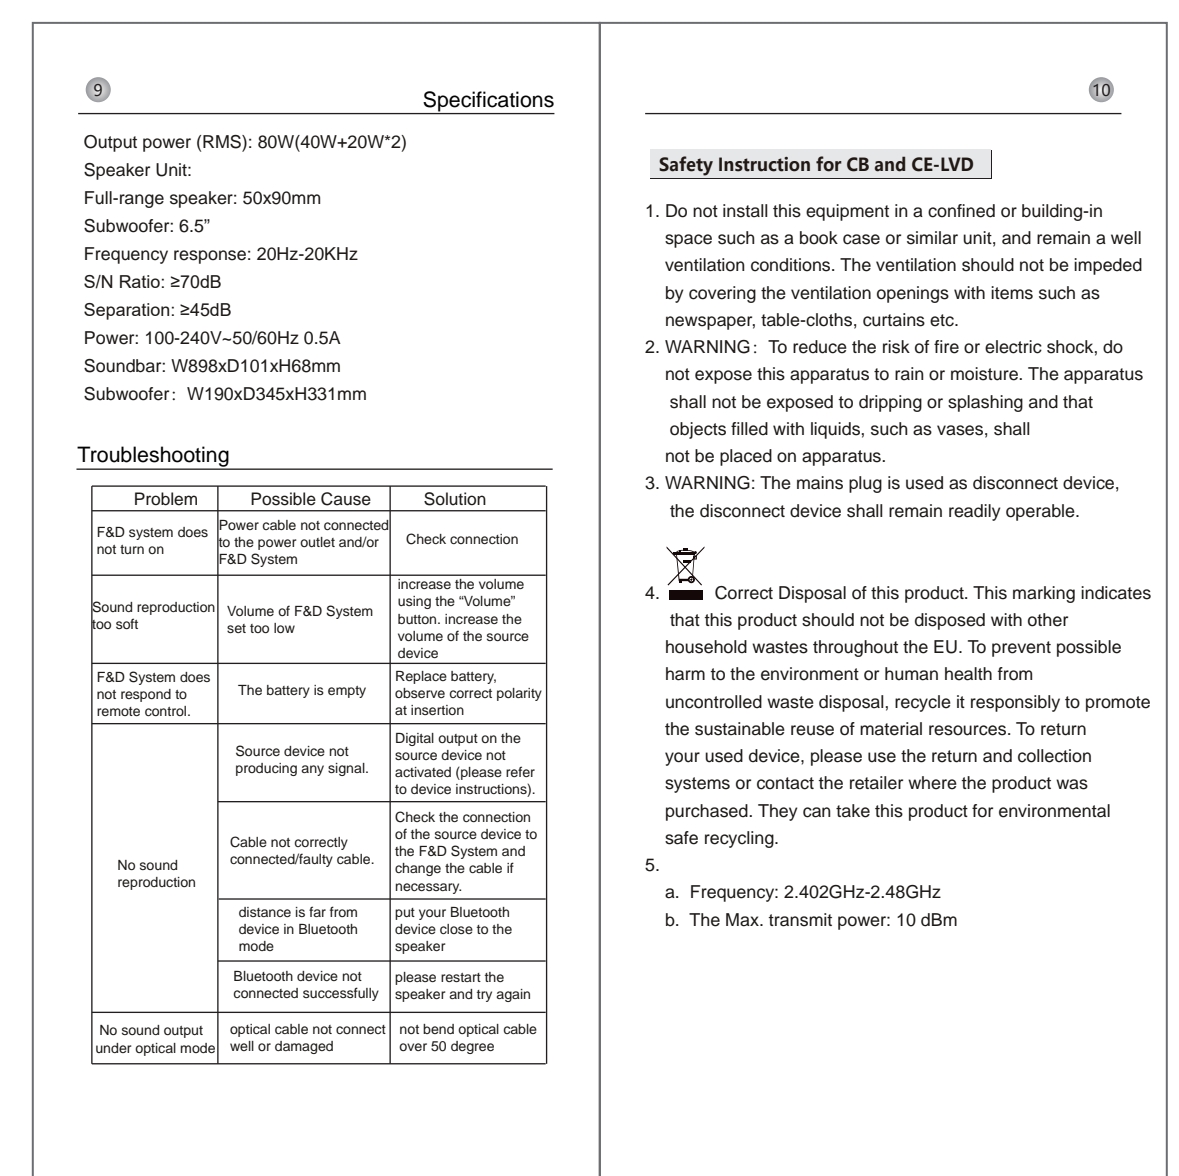 9
Specifications
Output power (RMS): 80W(40W+20W*2)
Speaker Unit:
Full-range speaker: 50x90mm
Subwoofer: 6.5”
Frequency response: 20Hz-20KHz
S/N Ratio: ≥70dB
Separation: ≥45dB
Power: 100-240V~50/60Hz 0.5A
Soundbar: W898xD101xH68mm
Subwoofer： W190xD345xH331mm
Troubleshooting
Problem Possible Cause Solution
F&D system does
not turn on
Power cable not connected
to the power outlet and/or
F&D System
Check connection
Sound reproduction
too soft
Volume of F&D System
set too low
increase the volume
using the “Volume”
button. increase the
volume of the source
device
F&D System does
not respond to
remote control.
The battery is empty
Replace battery,
observe correct polarity
at insertion
No sound
reproduction
Source device not
producing any signal.
Digital output on the
source device not
activated (please refer
to device instructions).
Cable not correctly
connected/faulty cable.
Check the connection
of the source device to
the F&D System and
change the cable if
necessary.
distance is far from
device in Bluetooth
mode
put your Bluetooth
device close to the
speaker
Bluetooth device not
connected successfully
please restart the
speaker and try again
No sound output
under optical mode
optical cable not connect
well or damaged
not bend optical cable
over 50 degree
10
Safety Instruction for CB and CE-LVD
1. Do not install this equipment in a confined or building-in
space such as a book case or similar unit, and remain a well
ventilation conditions. The ventilation should not be impeded
by covering the ventilation openings with items such as
newspaper, table-cloths, curtains etc.
2. WARNING： To reduce the risk of fire or electric shock, do
not expose this apparatus to rain or moisture. The apparatus
shall not be exposed to dripping or splashing and that
objects filled with liquids, such as vases, shall
not be placed on apparatus.
3. WARNING: The mains plug is used as disconnect device,
the disconnect device shall remain readily operable.
4. Correct Disposal of this product. This marking indicates
that this product should not be disposed with other
household wastes throughout the EU. To prevent possible
harm to the environment or human health from
uncontrolled waste disposal, recycle it responsibly to promote
the sustainable reuse of material resources. To return
your used device, please use the return and collection
systems or contact the retailer where the product was
purchased. They can take this product for environmental
safe recycling.
5.
a. Frequency: 2.402GHz-2.48GHz
b. The Max. transmit power: 10 dBm